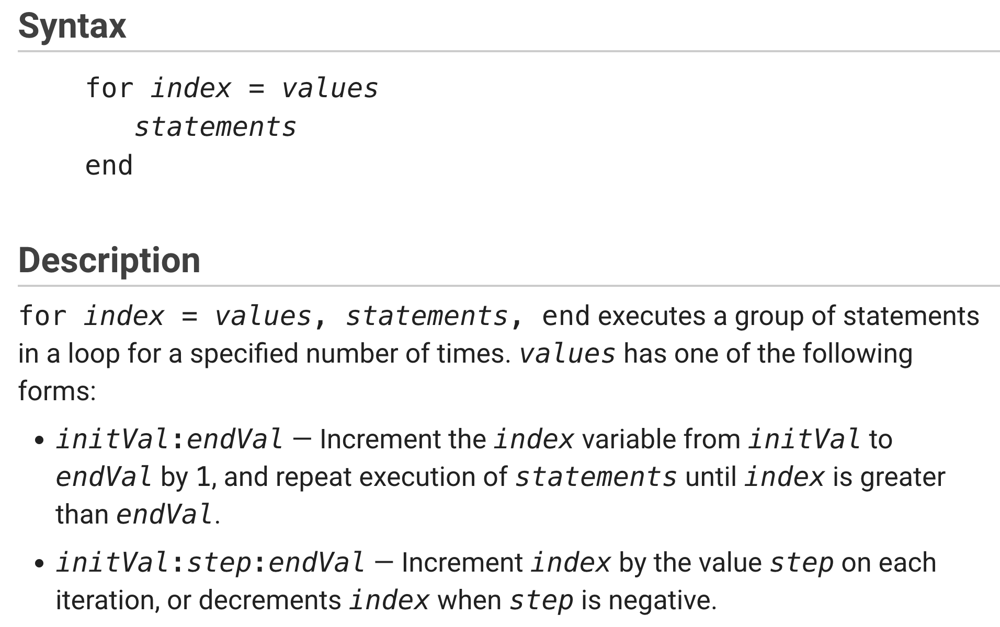 Syntax
for index = values
statements
end
Description
for index = values, statements, end executes a group of statements
in a loop for a specified number of times. values has one of the following
forms:
• initVal:endVal — Increment the index variable from initVal to
endVal by 1, and repeat execution of statements until index is greater
than endVal.
• initVal:step:endVal — Increment index by the value step on each
iteration, or decrements index when step is negative.